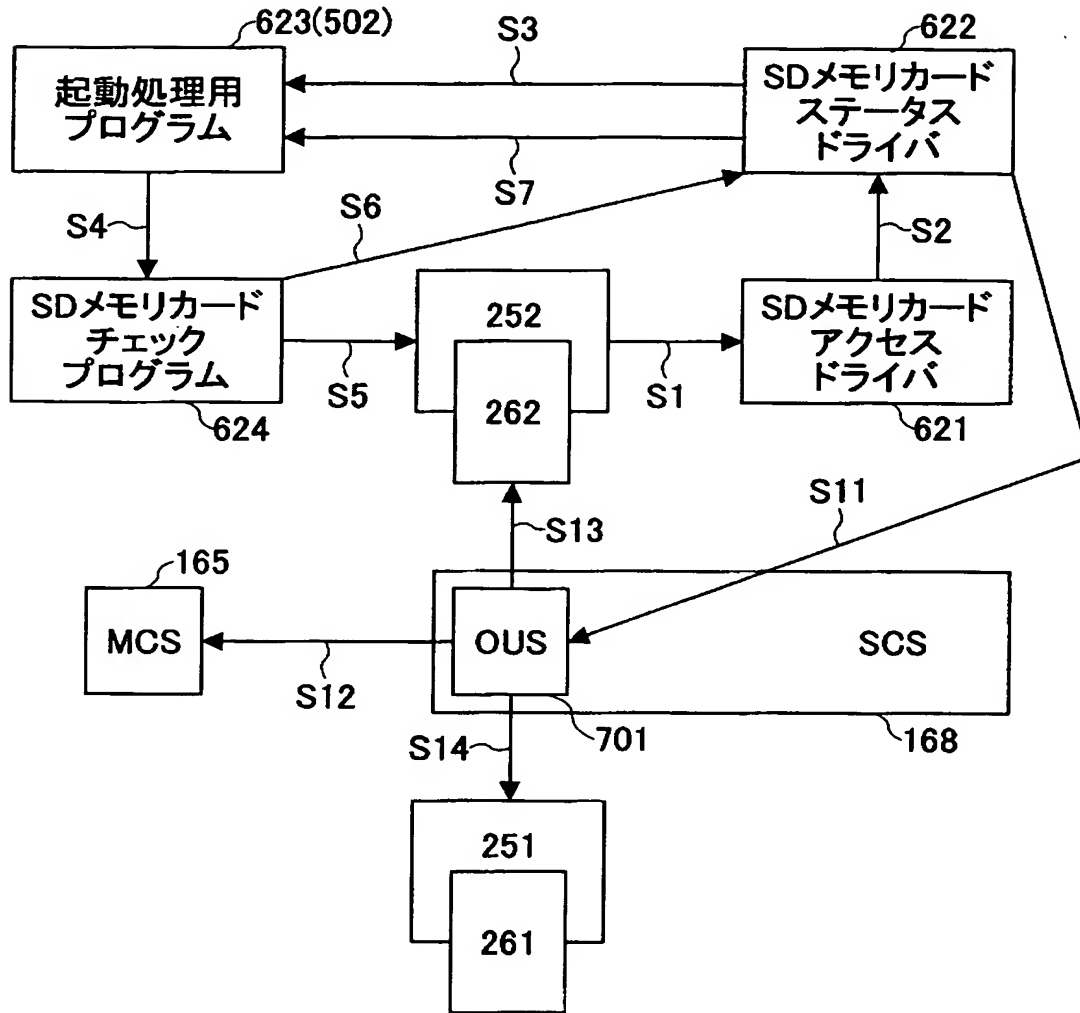 623(502)
S3
622
起動処理用
プログラム
SDメモリカード
ステータス
ドライバ
S7
S4
S6
S2
SDメモリカード
チェック
プログラム
252
SDメモリカード
アクセス
ドライバ
S5
S1
262
624
621
S11
S13
165
MCS
OUS
SCS
S12
S14
701
168
251
261